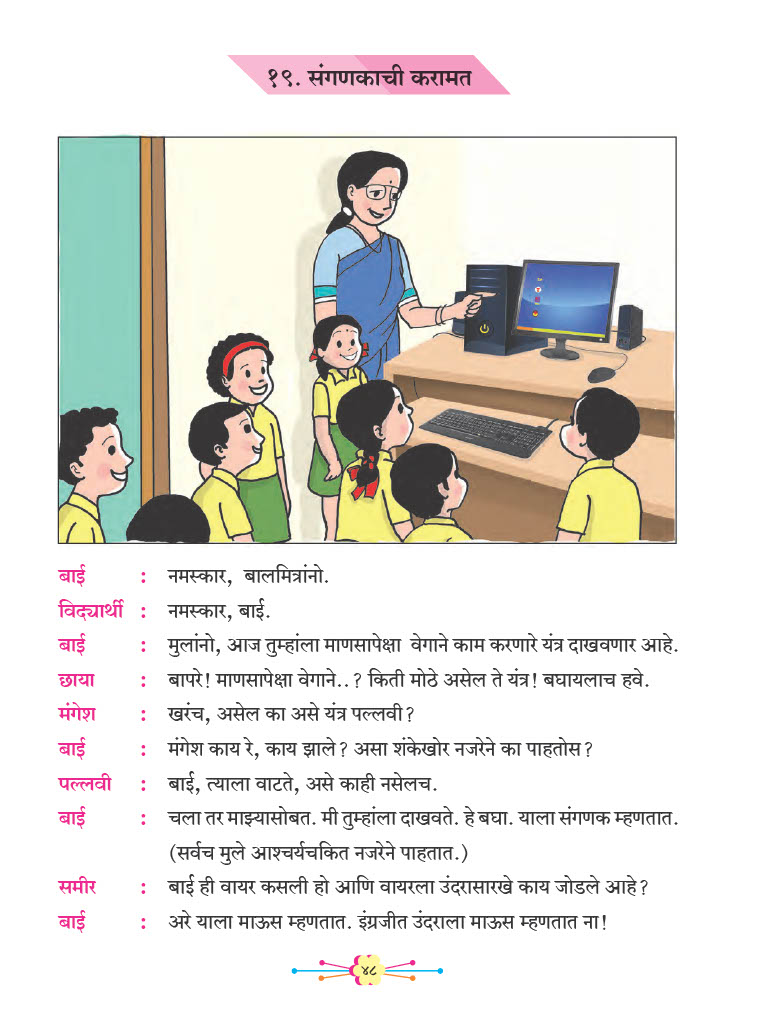 १९. संगणकाची करामत
बाई : नमस्कार, बालमित्रांनो.
विद्यार्थी : नमस्कार, बाई.
बाई : मुलांनो, आज तुम्हांला माणसापेक्षा वेगाने काम करणारे यंत्र दाखवणार आहे.
छाया : बापरे! माणसापेक्षा वेगाने..? किती मोठे असेल ते यंत्र! बघायलाच हवे.
मंगेश : खरंच, असेल का असे यंत्र पल्लवी?
बाई : मंगेश काय रे, काय झाले? असा शंकेखोर नजरेने का पाहतोस?
पल्लवी : बाई, त्याला वाटते, असे काही नसेलच.
बाई : चला तर माझ्यासोबत. मी तुम्हांला दाखवते. हे बघा. याला संगणक म्हणतात.
(सर्वच मुले आश्चर्यचकित नजरेने पाहतात.)
समीर : बाई ही वायर कसली हो आणि वायरला उंदरासारखे काय जोडले आहे?
बाई : अरे याला माऊस म्हणतात. इंग्रजीत उंदराला माऊस म्हणतात ना!
४८